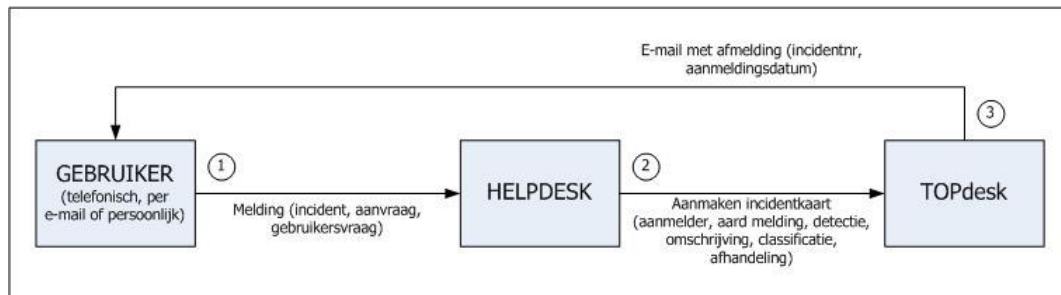 E-mail met afmelding (incidentnr,
aanmeldingsdatum)
3
GEBRUIKER
(telefonisch, per
e-mail of persoonlijk)
1
Melding (incident, aanvraag,
gebruikersvraag)
HELPDESK
2
Aanmaken incidentkaart
(aanmelder, aard melding, detectie,
omschrijving, classificatie,
afhandeling)
TOPdesk